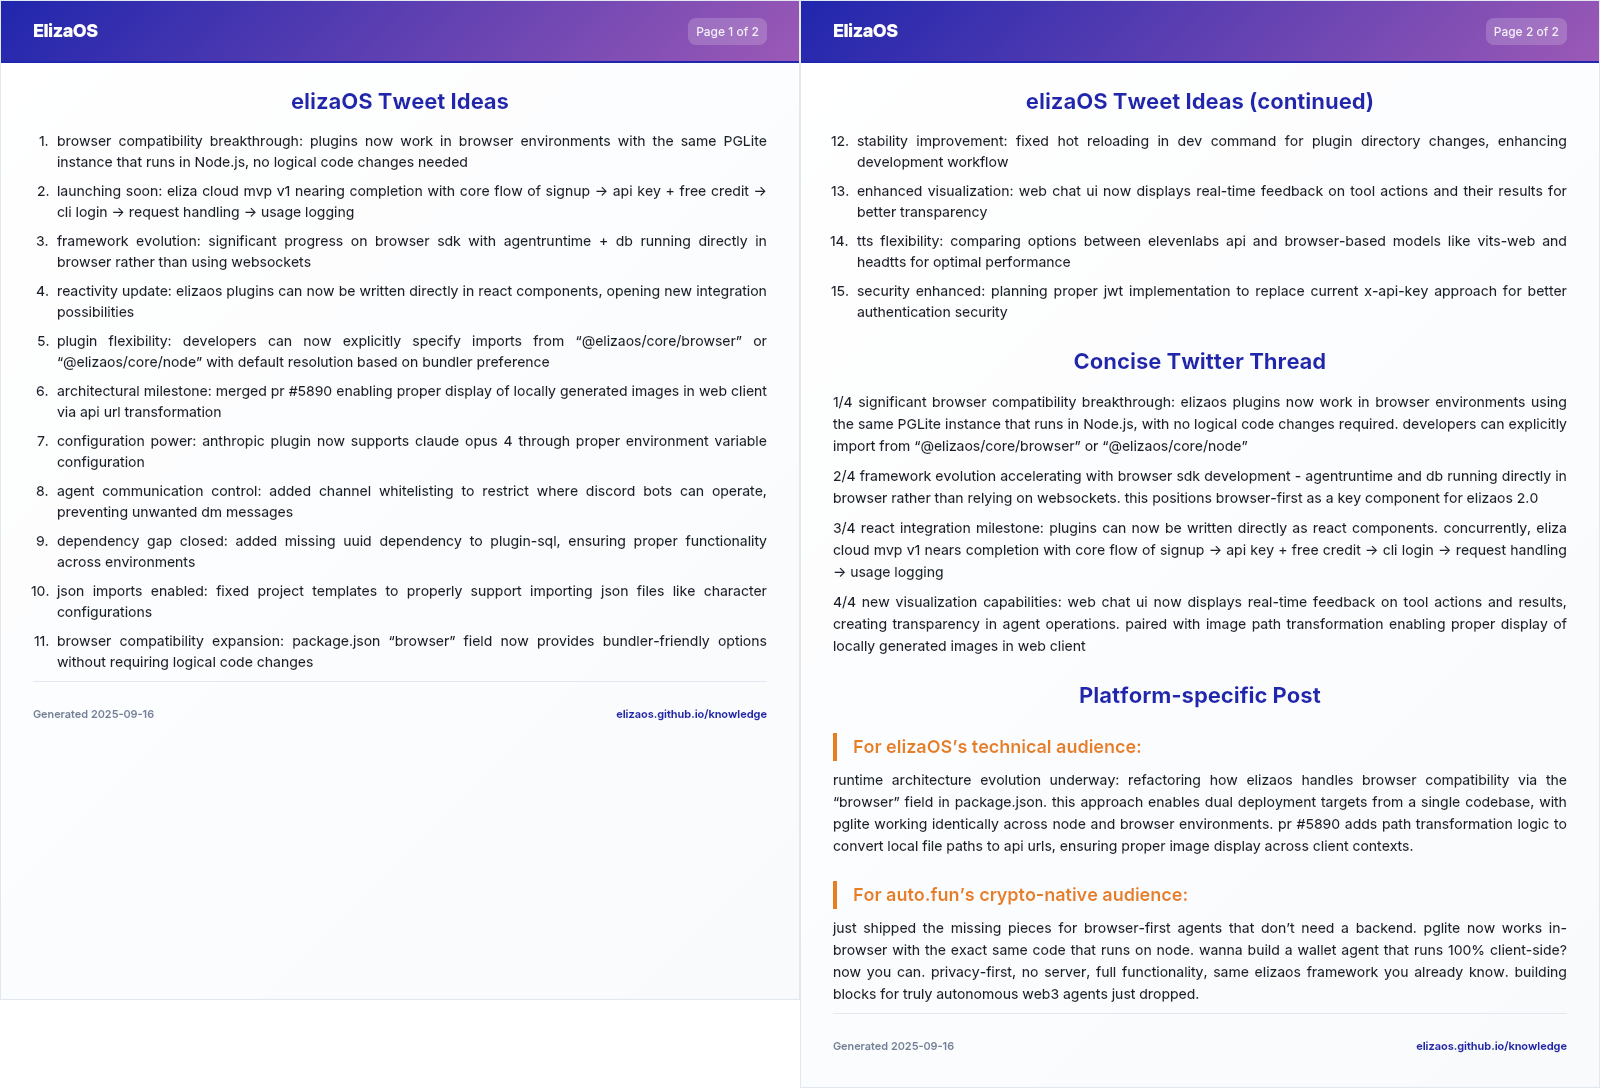 ElizaOS
Page 1 of 2
elizaOS Tweet Ideas
1. browser compatibility breakthrough: plugins now work in browser environments with the same PGLite
instance that runs in Node.js, no logical code changes needed
2. launching soon: eliza cloud mvp v1 nearing completion with core flow of signup → api key + free credit →
cli login → request handling → usage logging
3. framework evolution: significant progress on browser sdk with agentruntime + db running directly in
browser rather than using websockets
4. reactivity update: elizaos plugins can now be written directly in react components, opening new integration
possibilities
5. plugin flexibility: developers can now explicitly specify imports from “@elizaos/core/browser” or
“@elizaos/core/node” with default resolution based on bundler preference
6. architectural milestone: merged pr #5890 enabling proper display of locally generated images in web client
via api url transformation
7. configuration power: anthropic plugin now supports claude opus 4 through proper environment variable
configuration
8. agent communication control: added channel whitelisting to restrict where discord bots can operate,
preventing unwanted dm messages
9. dependency gap closed: added missing uuid dependency to plugin-sql, ensuring proper functionality
across environments
10. json imports enabled: fixed project templates to properly support importing json files like character
configurations
11. browser compatibility expansion: package.json “browser” field now provides bundler-friendly options
without requiring logical code changes
Generated 2025-09-16
elizaos.github.io/knowledge
ElizaOS
Page 2 of 2
elizaOS Tweet Ideas (continued)
12. stability improvement: fixed hot reloading in dev command for plugin directory changes, enhancing
development workflow
13. enhanced visualization: web chat ui now displays real-time feedback on tool actions and their results for
better transparency
14. tts flexibility: comparing options between elevenlabs api and browser-based models like vits-web and
headtts for optimal performance
15. security enhanced: planning proper jwt implementation to replace current x-api-key approach for better
authentication security
Concise Twitter Thread
1/4 significant browser compatibility breakthrough: elizaos plugins now work in browser environments using
the same PGLite instance that runs in Node.js, with no logical code changes required. developers can explicitly
import from “@elizaos/core/browser” or “@elizaos/core/node”
2/4 framework evolution accelerating with browser sdk development - agentruntime and db running directly in
browser rather than relying on websockets. this positions browser-first as a key component for elizaos 2.0
3/4 react integration milestone: plugins can now be written directly as react components. concurrently, eliza
cloud mvp v1 nears completion with core flow of signup → api key + free credit → cli login → request handling
→ usage logging
4/4 new visualization capabilities: web chat ui now displays real-time feedback on tool actions and results,
creating transparency in agent operations. paired with image path transformation enabling proper display of
locally generated images in web client
Platform-specific Post
For elizaOS’s technical audience:
runtime architecture evolution underway: refactoring how elizaos handles browser compatibility via the
“browser” field in package.json. this approach enables dual deployment targets from a single codebase, with
pglite working identically across node and browser environments. pr #5890 adds path transformation logic to
convert local file paths to api urls, ensuring proper image display across client contexts.
For auto.fun’s crypto-native audience:
just shipped the missing pieces for browser-first agents that don’t need a backend. pglite now works in-
browser with the exact same code that runs on node. wanna build a wallet agent that runs 100% client-side?
now you can. privacy-first, no server, full functionality, same elizaos framework you already know. building
blocks for truly autonomous web3 agents just dropped.
Generated 2025-09-16
elizaos.github.io/knowledge